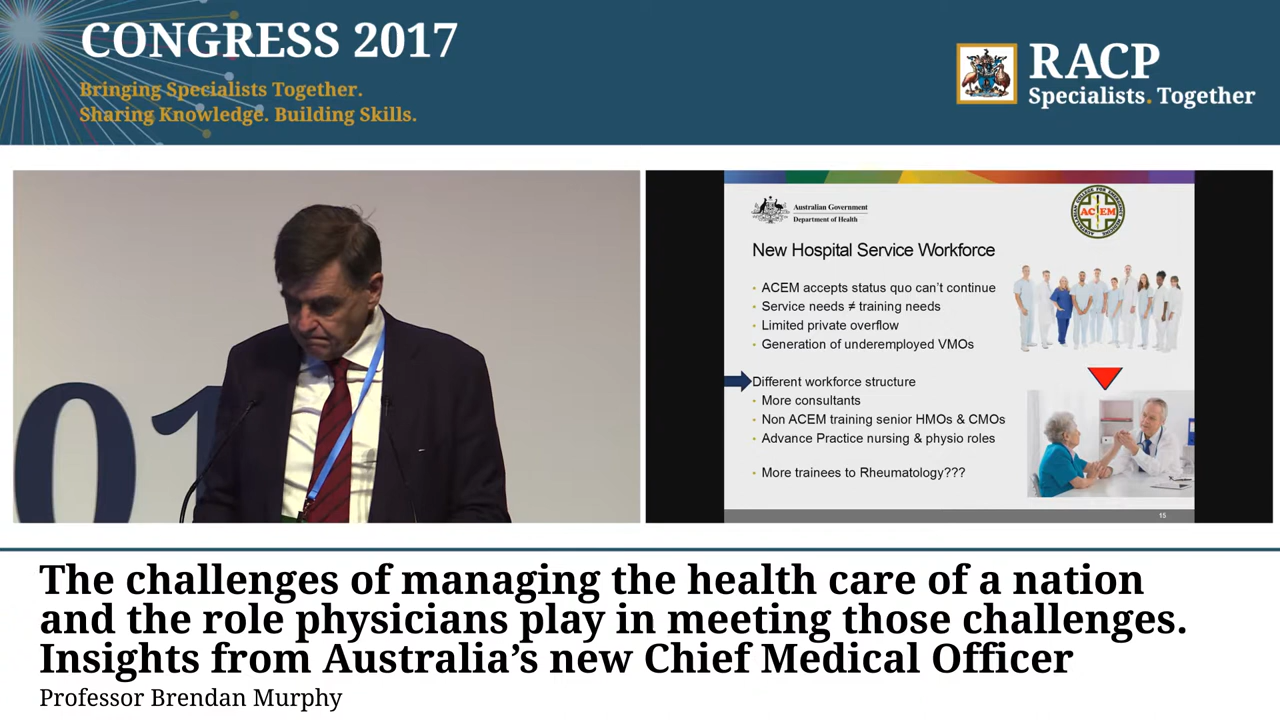 CONGRESS 2017
Bringing Specialists Together.
Sharing Knowledge. Building Skills.
RACP
Specialists. Together
01
Australian Government
Department of Health
AC EM
New Hospital Service Workforce
• ACEM accepts status quo can't continue
• Service needs ≠ training needs
• Limited private overflow
• Generation of underemployed VMOs
Different workforce structure
• More consultants
• Non ACEM training senior HMOs & CMOs
• Advance Practice nursing & physio roles
• More trainees to Rheumatology???
15
The challenges of managing the health care of a nation
and the role physicians play in meeting those challenges.
Insights from Australia's new Chief Medical Officer
Professor Brendan Murphy